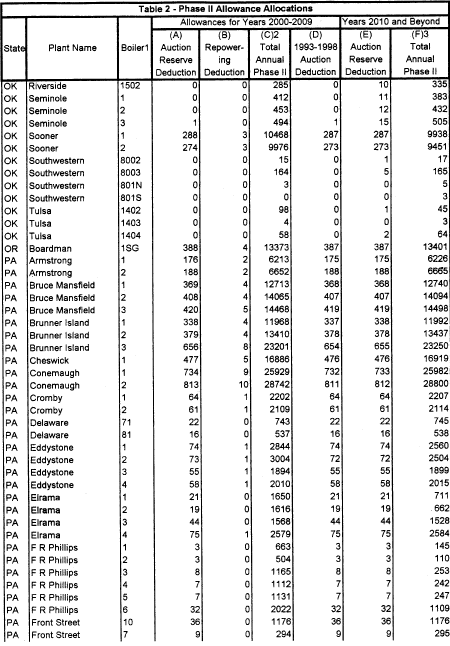 Table 2 - Phase II Allowance Allocations
Allowances for Years 2000-2009 Years 2010 and Beyond
(A) (B) (C)2 (D) (E) (F)3
Auction Repower- Total 1993-1998 Auction Total
State Plant Name Boiler1 Reserve ing Annual Auction Reserve Annual
Deduction Deduction Phase II Deduction Deduction Phase II
OK Riverside 1502 0 0 285 0 10 335
OK Seminole 1 0 0 412 0 11 383
OK Seminole 2 0 0 453 0 12 432
OK Seminole 3 1 0 494 1 15 505
OK Sooner 1 288 3 10468 287 287 9938
OK Sooner 2 274 3 9976 273 273 9451
OK Southwestern 8002 0 0 15 0 1 17
OK Southwestern 8003 0 0 164 0 5 165
OK Southwestern 801N 0 0 3 0 0 5
OK Southwestern 801S 0 0 0 0 0 3
OK Tulsa 1402 0 0 98 0 1 45
OK Tulsa 1403 0 0 4 0 0 3
OK Tulsa 1404 0 0 58 0 2 64
OR Boardman 1SG 388 4 13373 387 387 13401
PA Armstrong 1 176 2 6213 175 175 6226
PA Armstrong 2 188 2 6652 188 188 6665
PA Bruce Mansfield 1 369 4 12713 368 368 12740
PA Bruce Mansfield 2 408 4 14065 407 407 14094
PA Bruce Mansfield 3 420 5 14468 419 419 14498
PA Brunner Island 1 338 4 11968 337 337 11992
PA Brunner Island 2 379 4 13410 378 378 13437
PA Brunner Island 3 656 8 23201 654 655 23250
PA Cheswick 1 477 5 16886 476 476 16919
PA Conemaugh 1 734 9 25929 732 733 25982
PA Conemaugh 2 813 10 28742 811 812 28800
PA Cromby 1 64 1 2202 64 64 2207
PA Cromby 2 61 1 2109 61 61 2114
PA Delaware 71 22 0 743 22 22 745
PA Delaware 81 16 0 537 16 16 538
PA Eddystone 1 74 1 2844 74 74 2560
PA Eddystone 2 73 1 3004 72 72 2504
PA Eddystone 3 55 1 1894 55 55 1899
PA Eddystone 4 58 1 2010 58 58 2015
PA Elrama 1 21 0 1650 21 21 711
PA Elrama 2 19 0 1616 19 19 662
PA Elrama 3 44 0 1568 44 44 1528
PA Elrama 4 75 1 2579 75 75 2584
PA F R Phillips 1 3 0 663 3 3 145
PA F R Phillips 2 3 0 504 3 3 110
PA F R Phillips 3 8 0 1165 8 8 253
PA F R Phillips 4 7 0 1112 7 7 242
PA F R Phillips 5 7 0 1131 7 7 247
PA F R Phillips 6 32 0 2022 32 32 1109
PA Front Street 10 36 0 1176 36 36 1176
PA Front Street 7 9 0 294 9 9 295